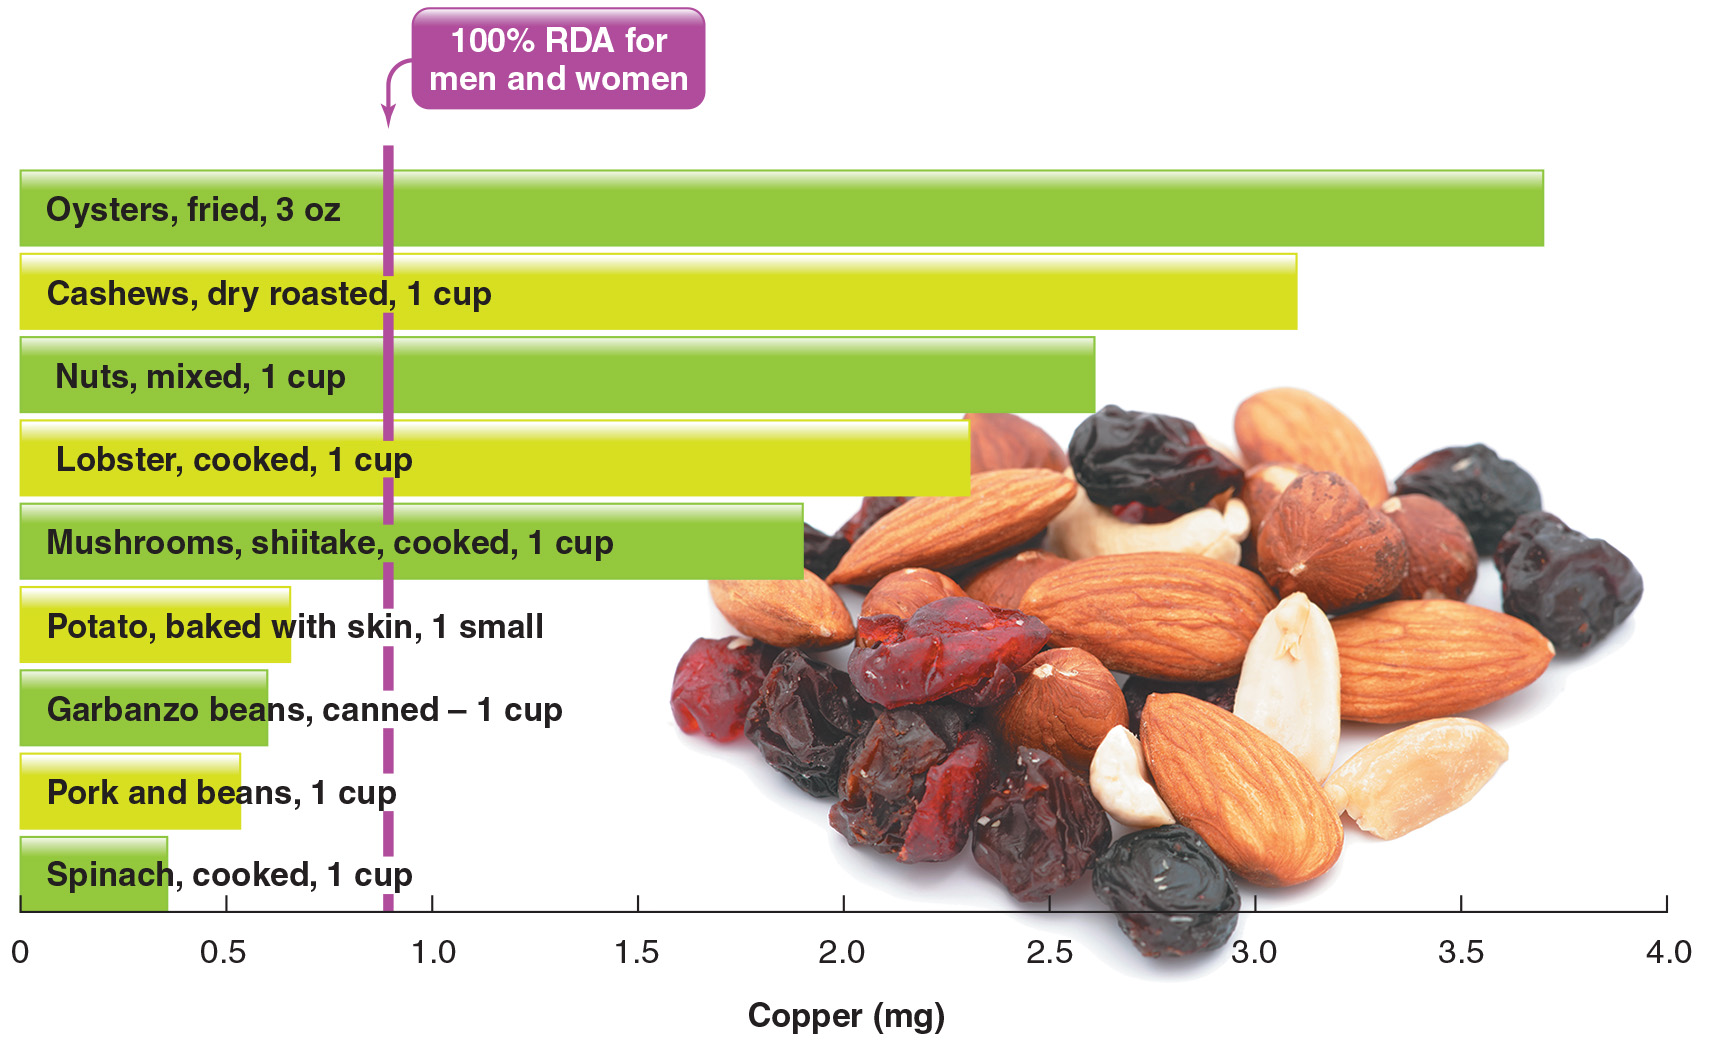 100% RDA for
men and women
Oysters, fried, 3 oz
Cashews, dry roasted, 1 cup
Nuts, mixed, 1 cup
Lobster, cooked, 1 cup
Mushrooms, shiitake, cooked, 1 cup
Potato, baked with skin, 1 small
Garbanzo beans, canned – 1 cup
Pork and beans, 1 cup
Spinach, cooked, 1 cup
0 0.5 1.0 1.5 2.0 2.5 3.0 3.5 4.0
Copper (mg)